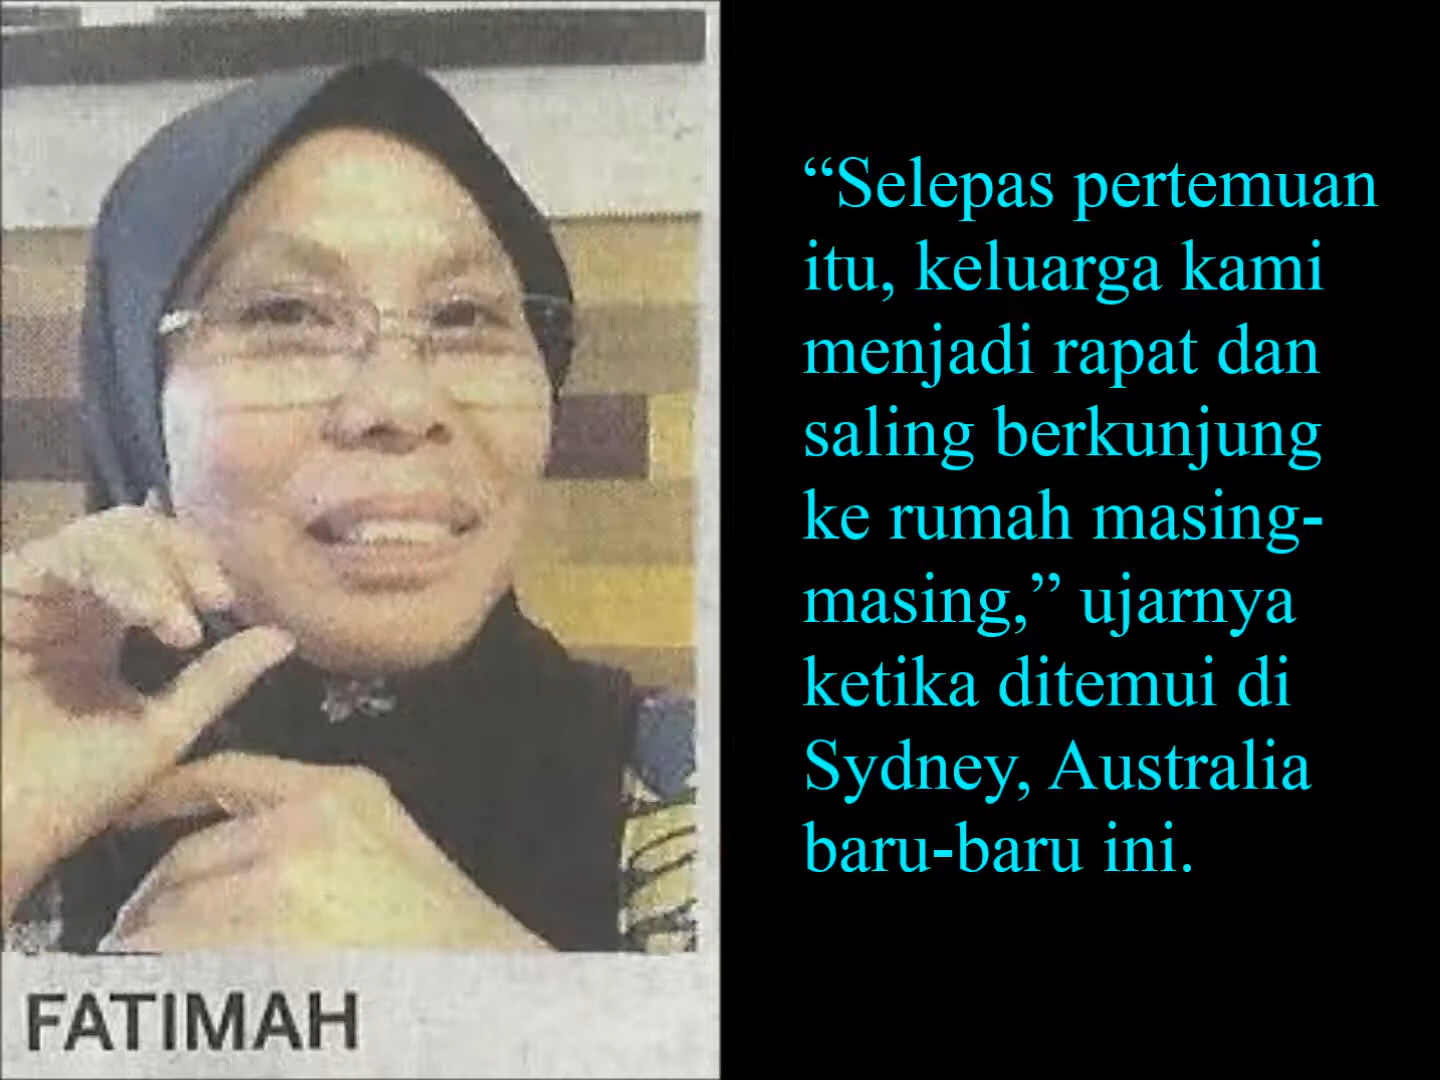 “Selepas pertemuan
itu, keluarga kami
menjadi rapat dan
saling berkunjung
ke rumah masing-
masing,” ujarnya
ketika ditemui di
Sydney, Australia
baru-baru ini.
FATIMAH